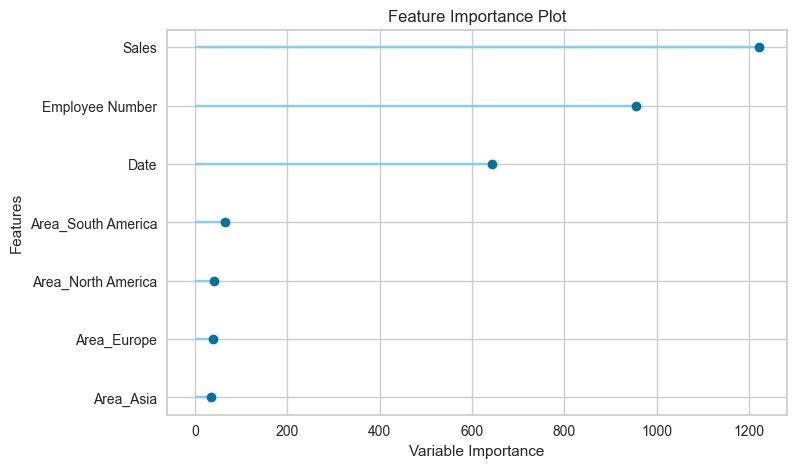 Feature Importance Plot
Sales
Employee Number
Date
Area_South America
Area_North America
Area_Europe
Area_Asia
Features
0 200 400 600 800 1000 1200
Variable Importance